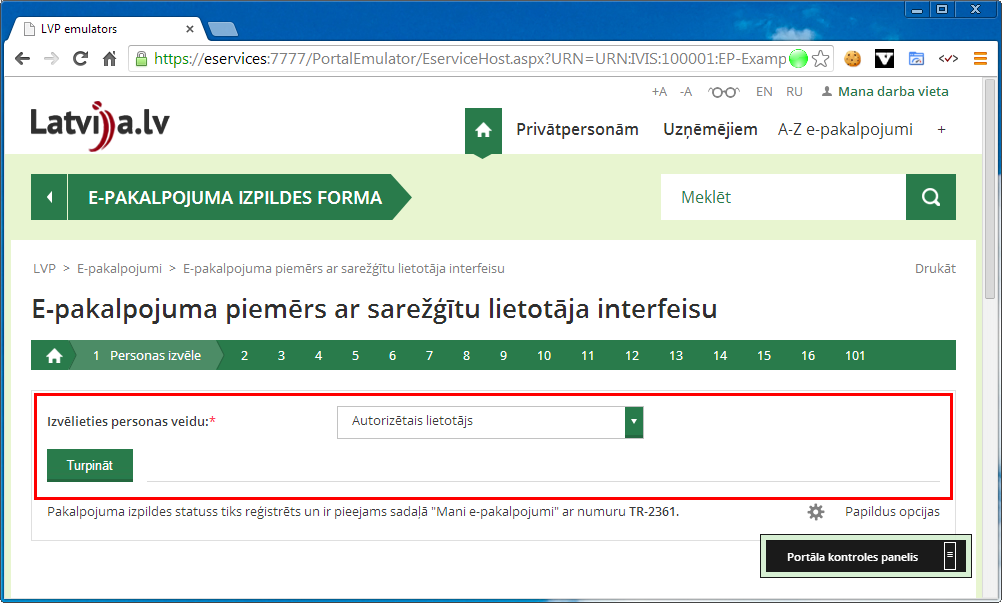 LVP emulators
https://eservices:7777/PortalEmulator/EserviceHost.aspx?URN=URN:IVIS:100001:EP-Examp
+A -A EN RU Mana darba vieta
Latvija.lv
Privātpersonām Uzņēmējiem A-Z e-pakalpojumi +
E-PAKALPOJUMA IZPILDES FORMA
Meklēt
LVP > E-pakalpojumi > E-pakalpojuma piemērs ar sarežģītu lietotāja interfeisu
Drukāt
E-pakalpojuma piemērs ar sarežģītu lietotāja interfeisu
1 Personas izvēle 2 3 4 5 6 7 8 9 10 11 12 13 14 15 16 101
Izvēlieties personas veidu:* Autorizētais lietotājs
Turpināt
Pakalpojuma izpildes statuss tiks reģistrēts un ir pieejams sadaļā "Mani e-pakalpojumi" ar numuru TR-2361.
Papildus opcijas
Portāla kontroles panelis